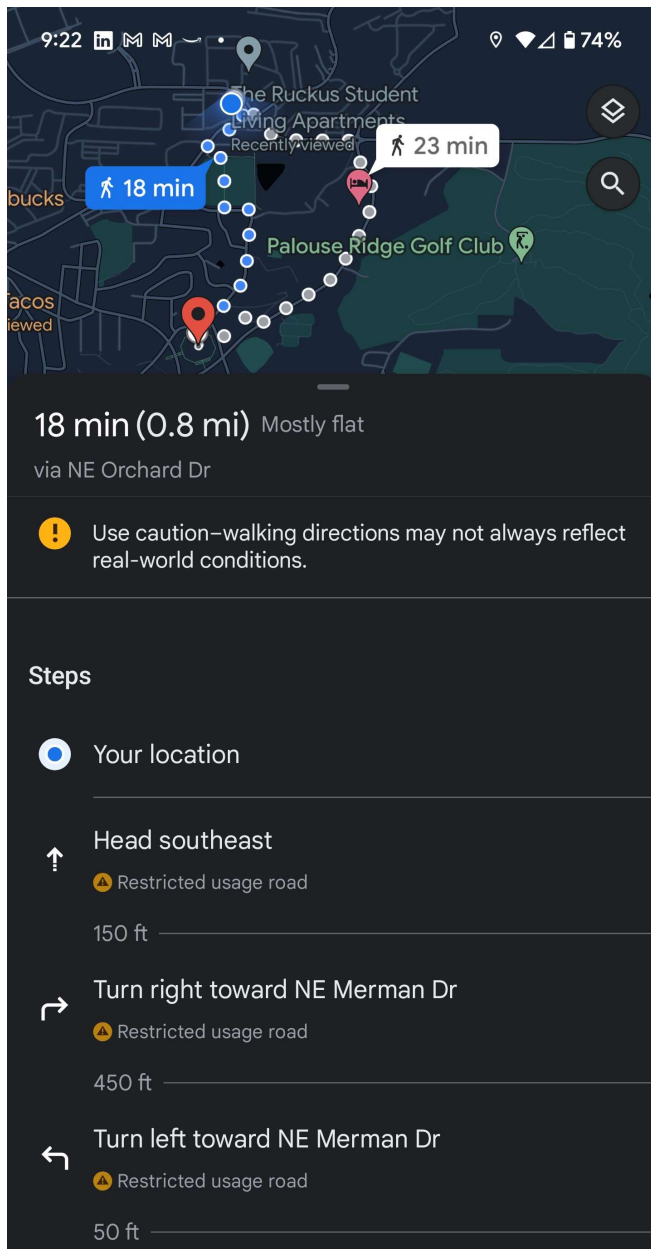 9:22
74%
The Ruckus Student
Living Apartments
Recently viewed
23 min
18 min
bucks
Palouse Ridge Golf Club
acos
iewed
18 min (0.8 mi) Mostly flat
via NE Orchard Dr
Use caution–walking directions may not always reflect
real-world conditions.
Steps
Your location
Head southeast
Restricted usage road
150 ft
Turn right toward NE Merman Dr
Restricted usage road
450 ft
Turn left toward NE Merman Dr
Restricted usage road
50 ft